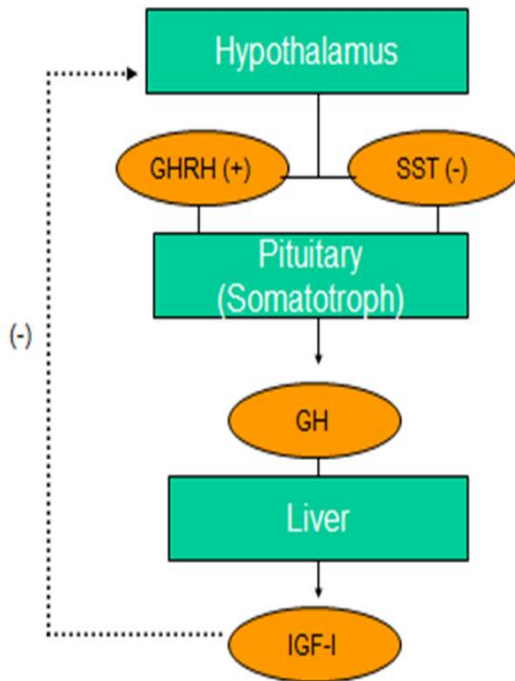 Hypothalamus
GHRH (+)
SST (-)
Pituitary
(Somatotroph)
(-)
GH
Liver
IGF-I